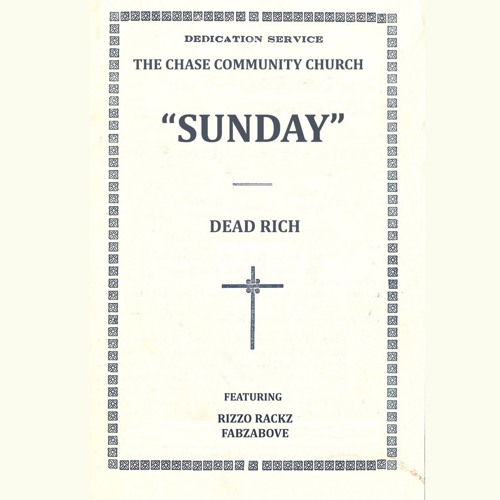 DEDICATION SERVICE
THE CHASE COMMUNITY CHURCH
“SUNDAY”
DEAD RICH
FEATURING
RIZZO RACKZ
FABZABOVE